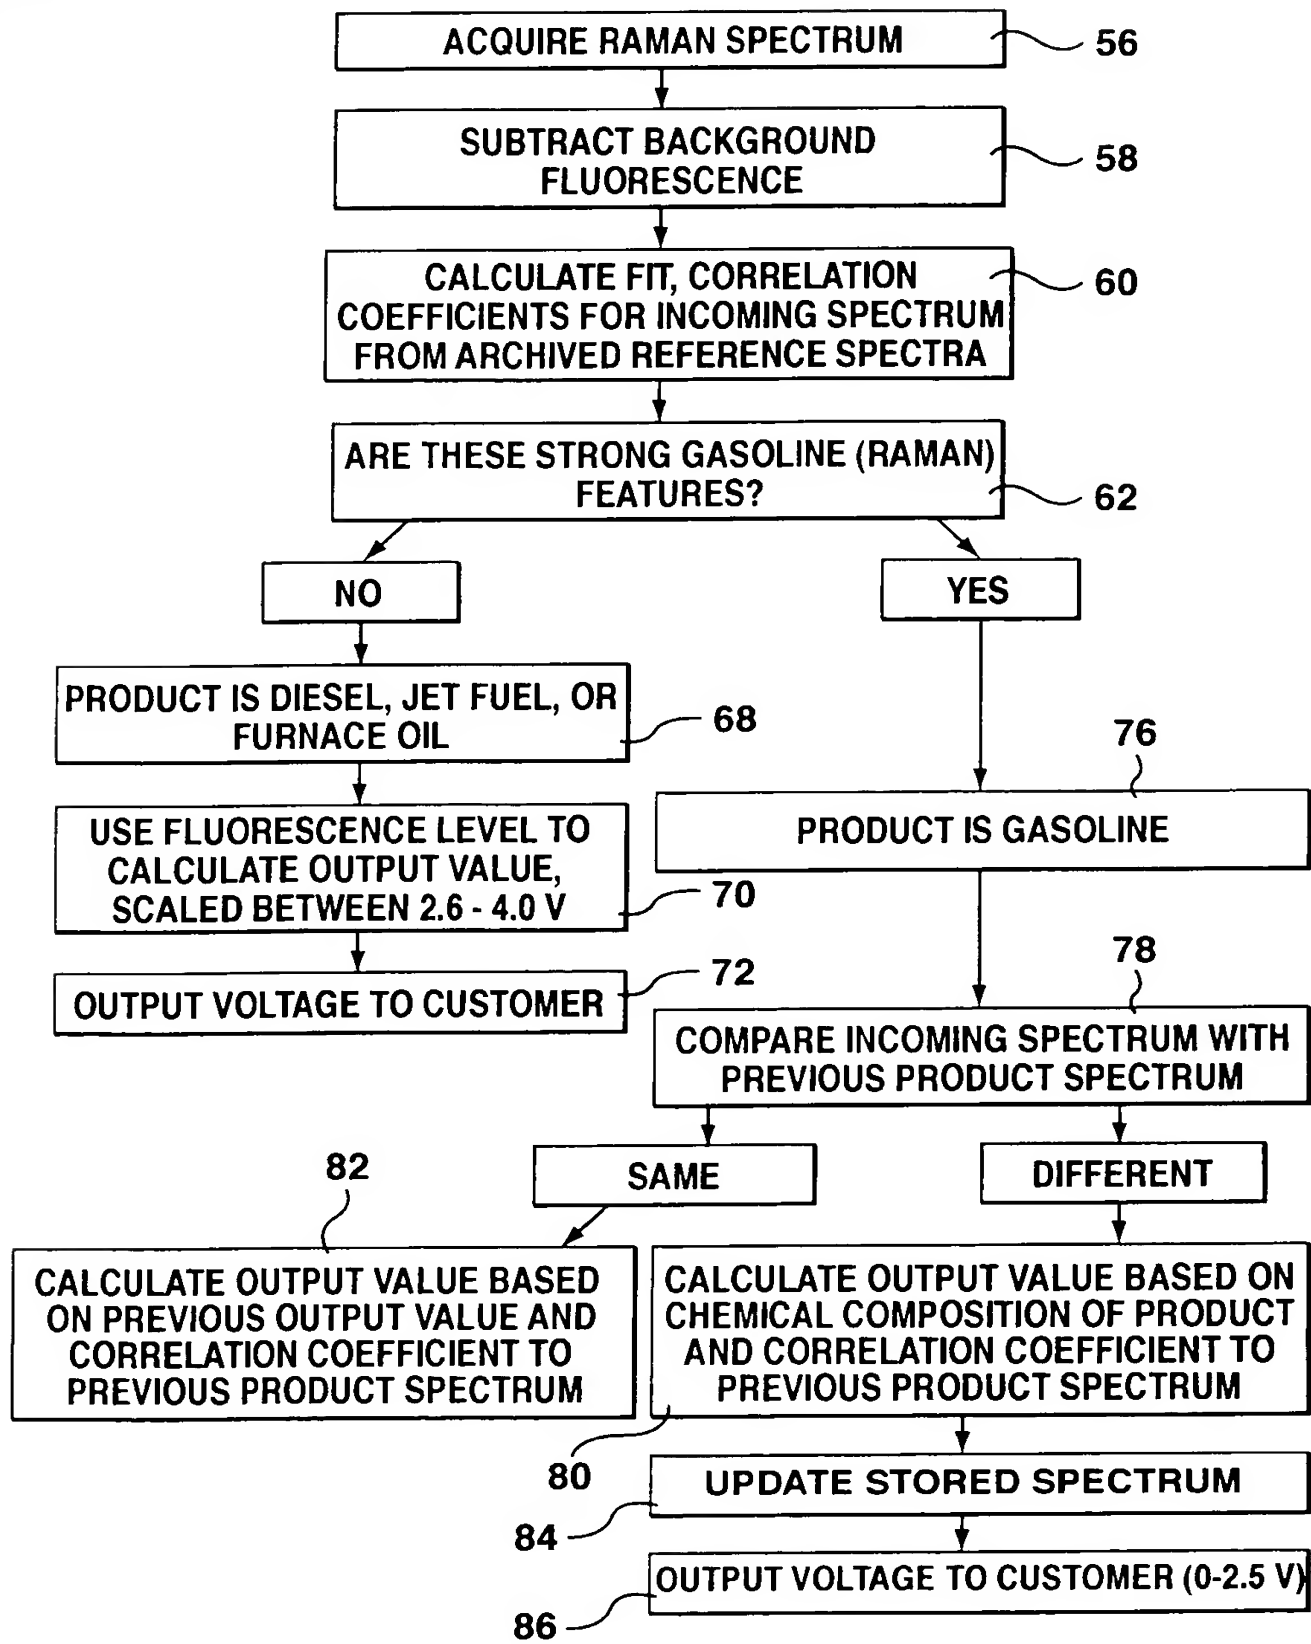 ACQUIRE RAMAN SPECTRUM
56
SUBTRACT BACKGROUND
FLUORESCENCE
58
CALCULATE FIT, CORRELATION
COEFFICIENTS FOR INCOMING SPECTRUM
FROM ARCHIVED REFERENCE SPECTRA
60
ARE THESE STRONG GASOLINE (RAMAN)
FEATURES?
62
NO
YES
PRODUCT IS DIESEL, JET FUEL, OR
FURNACE OIL
68
USE FLUORESCENCE LEVEL TO
CALCULATE OUTPUT VALUE,
SCALED BETWEEN 2.6 - 4.0 V
70
OUTPUT VOLTAGE TO CUSTOMER
72
76
PRODUCT IS GASOLINE
78
COMPARE INCOMING SPECTRUM WITH
PREVIOUS PRODUCT SPECTRUM
SAME
DIFFERENT
82
CALCULATE OUTPUT VALUE BASED
ON PREVIOUS OUTPUT VALUE AND
CORRELATION COEFFICIENT TO
PREVIOUS PRODUCT SPECTRUM
CALCULATE OUTPUT VALUE BASED ON
CHEMICAL COMPOSITION OF PRODUCT
AND CORRELATION COEFFICIENT TO
PREVIOUS PRODUCT SPECTRUM
80
UPDATE STORED SPECTRUM
84
OUTPUT VOLTAGE TO CUSTOMER (0-2.5 V)
86